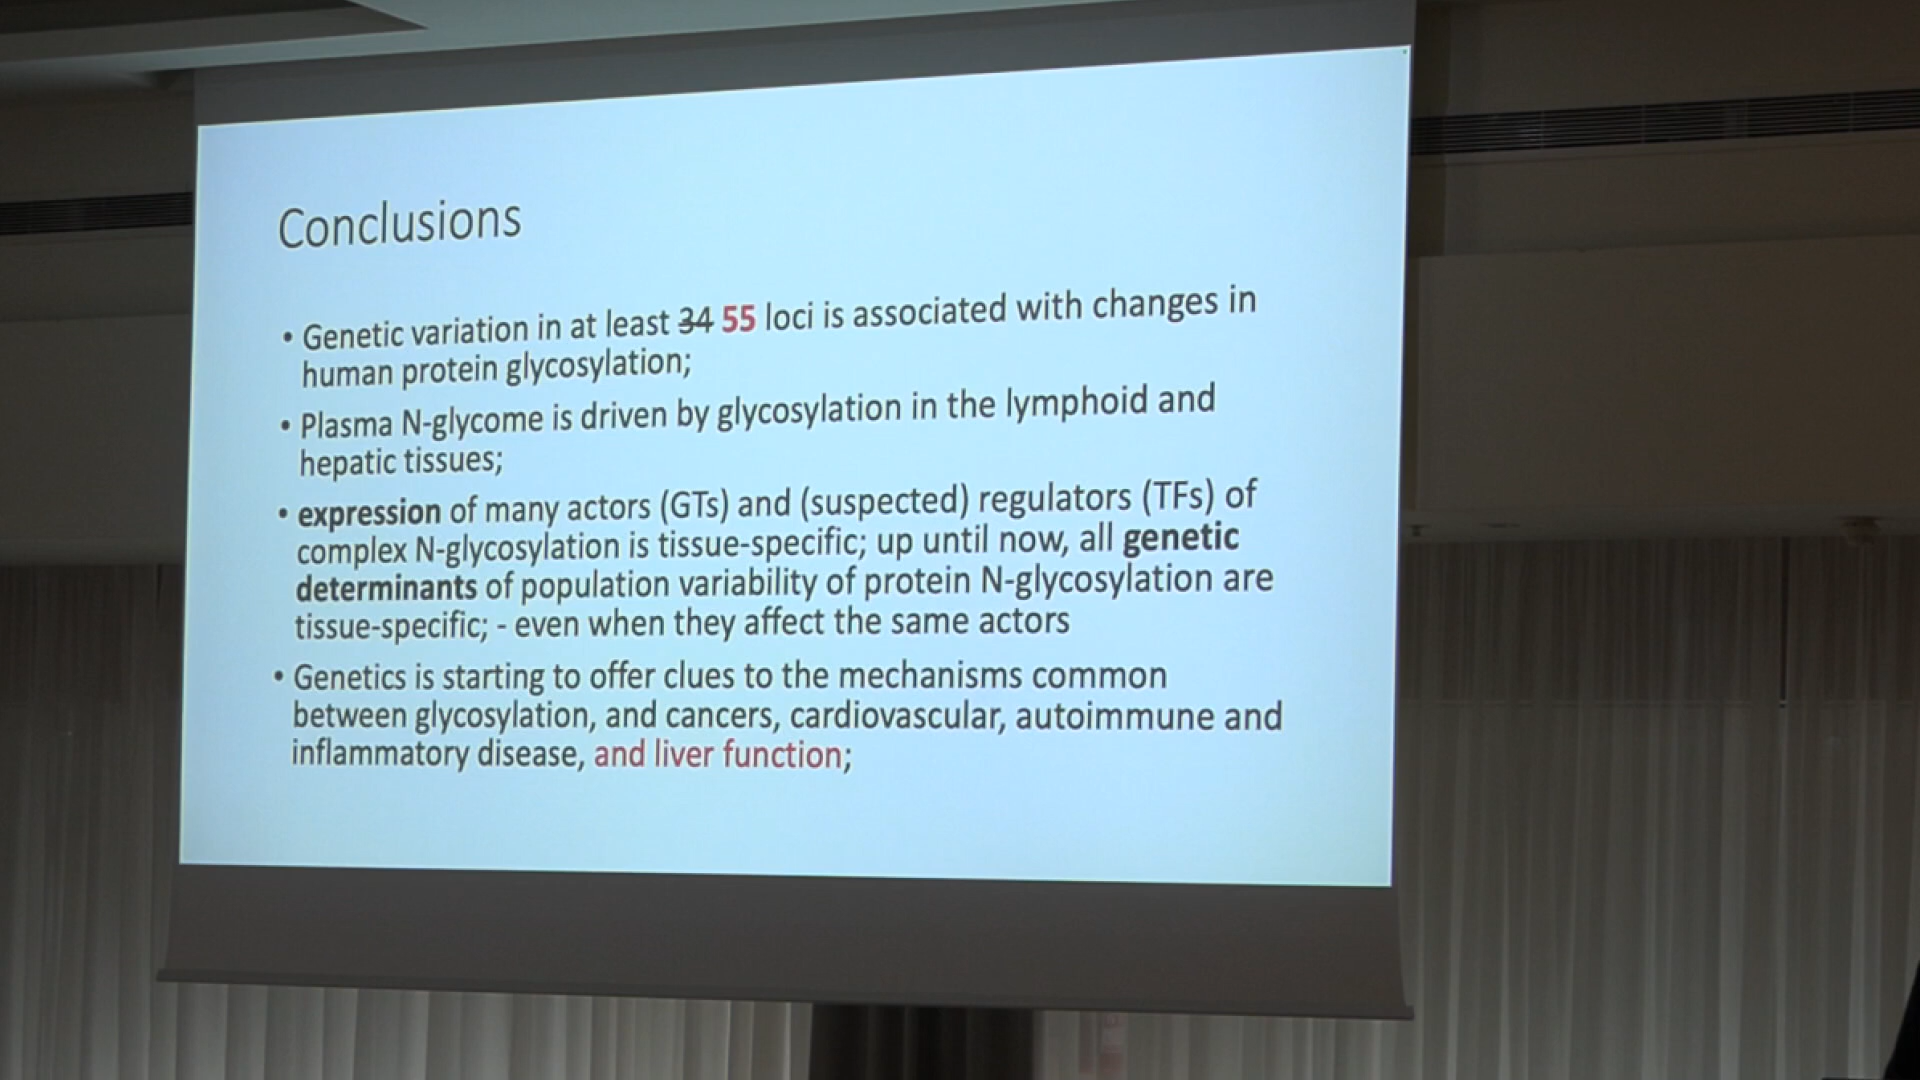 Conclusions
• Genetic variation in at least 34 55 loci is associated with changes in
human protein glycosylation;
• Plasma N-glycome is driven by glycosylation in the lymphoid and
hepatic tissues;
• expression of many actors (GTs) and (suspected) regulators (TFs) of
complex N-glycosylation is tissue-specific; up until now, all genetic
determinants of population variability of protein N-glycosylation are
tissue-specific; - even when they affect the same actors
• Genetics is starting to offer clues to the mechanisms common
between glycosylation, and cancers, cardiovascular, autoimmune and
inflammatory disease, and liver function;